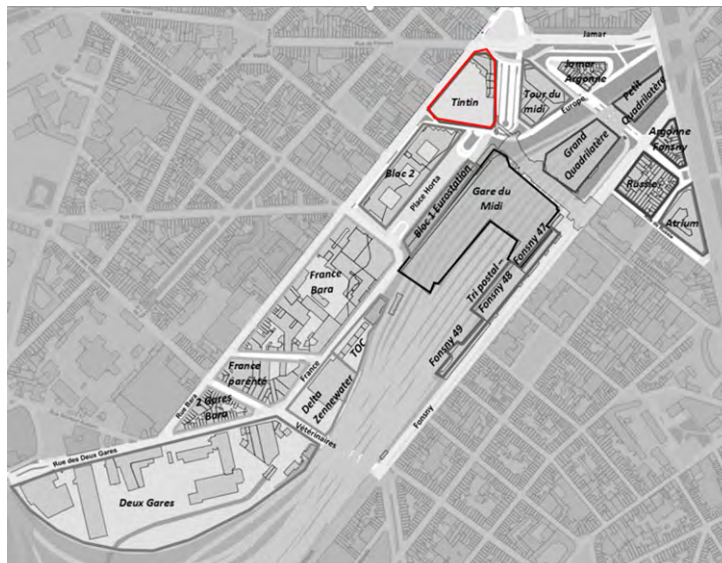 Jamar
Tintin
Jamar
Argonne
Tour du
midi
Europe
Petit
Quadrilatère
Argonne
Fonsny
Grand
Quadrilatère
Russie
Atrium
Bloc 2
Place Horta
Bloc 1 Eurostation
Gare du
Midi
Fonsny 47
Tri postal –
Fonsny 48
Fonsny 49
Fonsny
France
Bara
TOC
France
France
parenté
Rue Bara
2 Gares
Bara
Delta
Zennewater
Vétérinaires
Rue des Deux Gares
Deux Gares